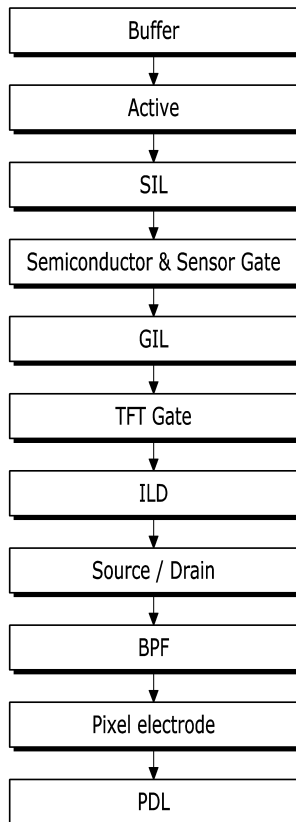 Buffer
Active
SIL
Semiconductor & Sensor Gate
GIL
TFT Gate
ILD
Source / Drain
BPF
Pixel electrode
PDL